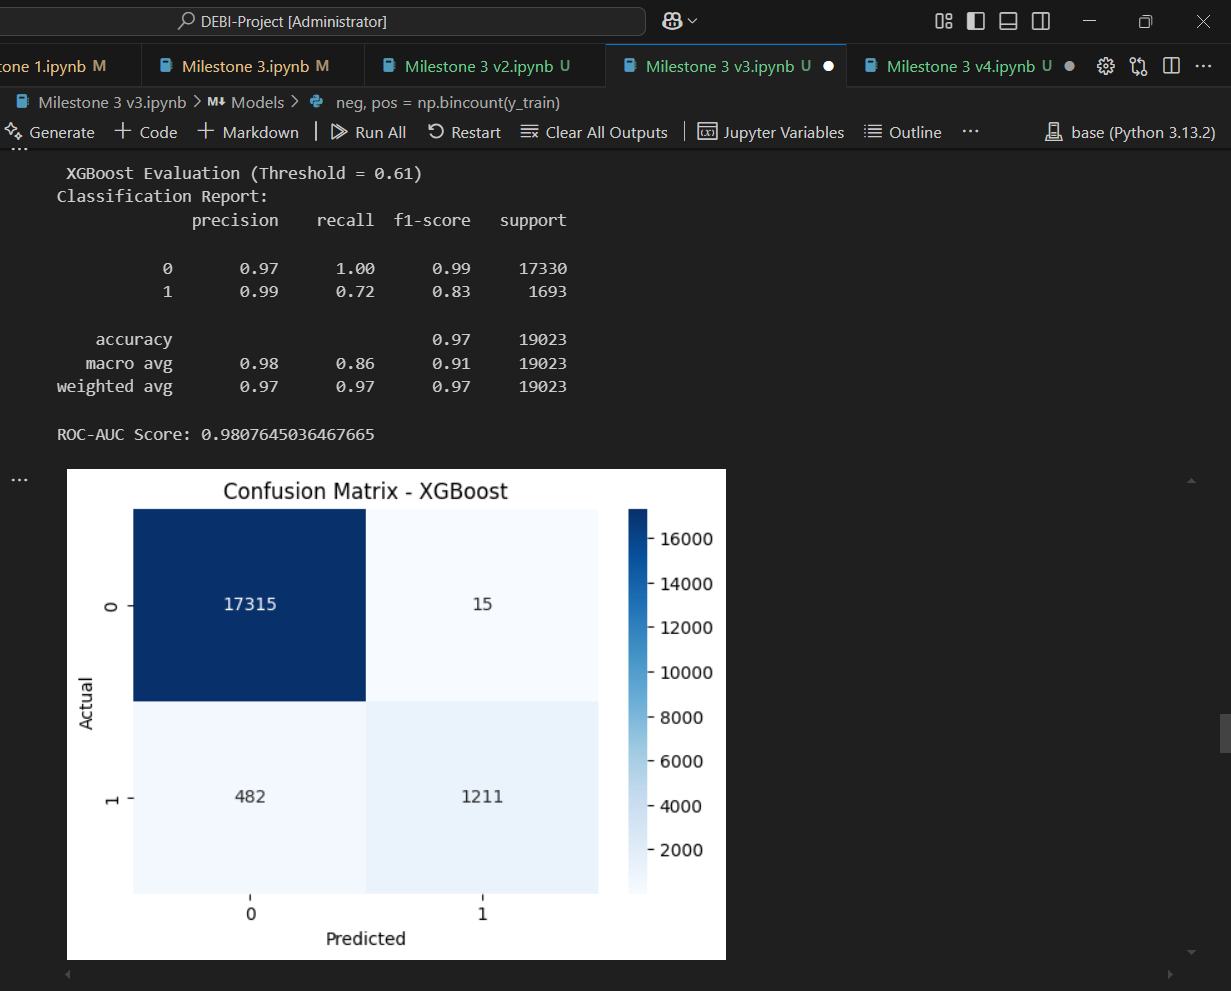 DEBI-Project [Administrator]
one 1.ipynb M
Milestone 3.ipynb M
Milestone 3 v2.ipynb U
Milestone 3 v3.ipynb U
Milestone 3 v4.ipynb U
Milestone 3 v3.ipynb > M↓ Models > neg, pos = np.bincount(y_train)
Generate + Code + Markdown | Run All Restart Clear All Outputs | Jupyter Variables Outline ··· base (Python 3.13.2)
XGBoost Evaluation (Threshold = 0.61)
Classification Report:
precision recall f1-score support
0 0.97 1.00 0.99 17330
1 0.99 0.72 0.83 1693
accuracy 0.97 19023
macro avg 0.98 0.86 0.91 19023
weighted avg 0.97 0.97 0.97 19023
ROC-AUC Score: 0.9807645036467665
Confusion Matrix - XGBoost
16000
14000
12000
10000
8000
6000
4000
2000
Actual
0
1
17315 15
482 1211
0 1
Predicted